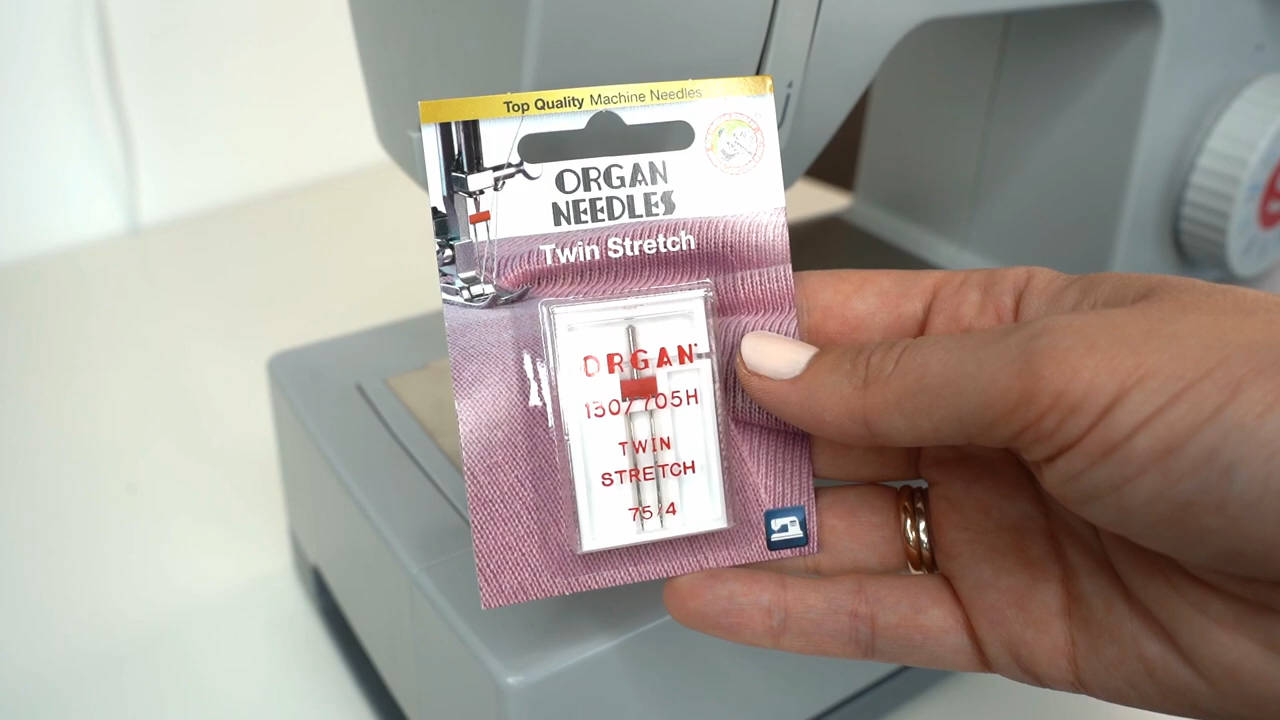 Top Quality Machine Needles
ORGAN
NEEDLES
Twin Stretch
ORGAN
130/705H
TWIN
STRETCH
75/4